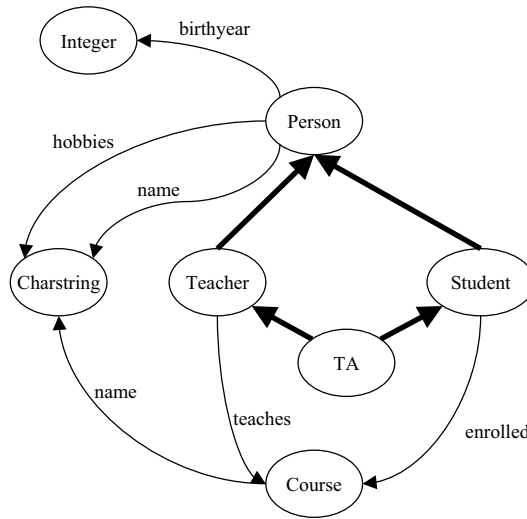 birthyear
Integer
Person
hobbies
name
Charstring
Teacher
Student
TA
name
teaches
enrolled
Course